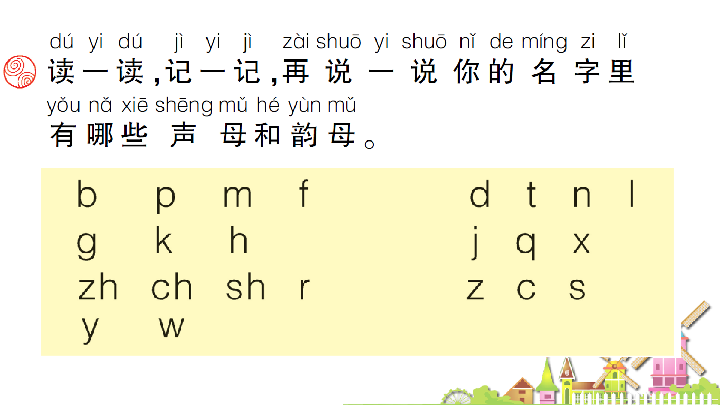 dú yi dú jì yi jì zài shuō yi shuō nǐ de míng zi lǐ
读一读,记一记,再说一说你的名字里
yǒu nǎ xiē shēng mǔ hé yùn mǔ
有哪些声母和韵母。
b p m f d t n l
g k h j q x
zh ch sh r z c s
y w